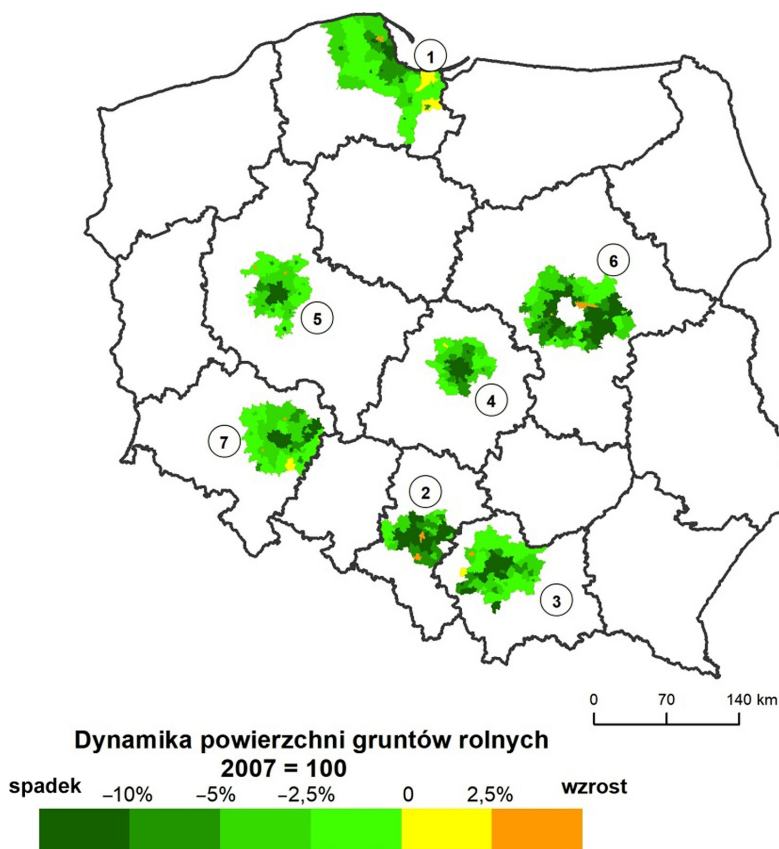 1
6
5
4
7
2
3
0 70 140 km
Dynamika powierzchni gruntów rolnych
2007 = 100
spadek −10% −5% −2,5% 0 2,5% wzrost